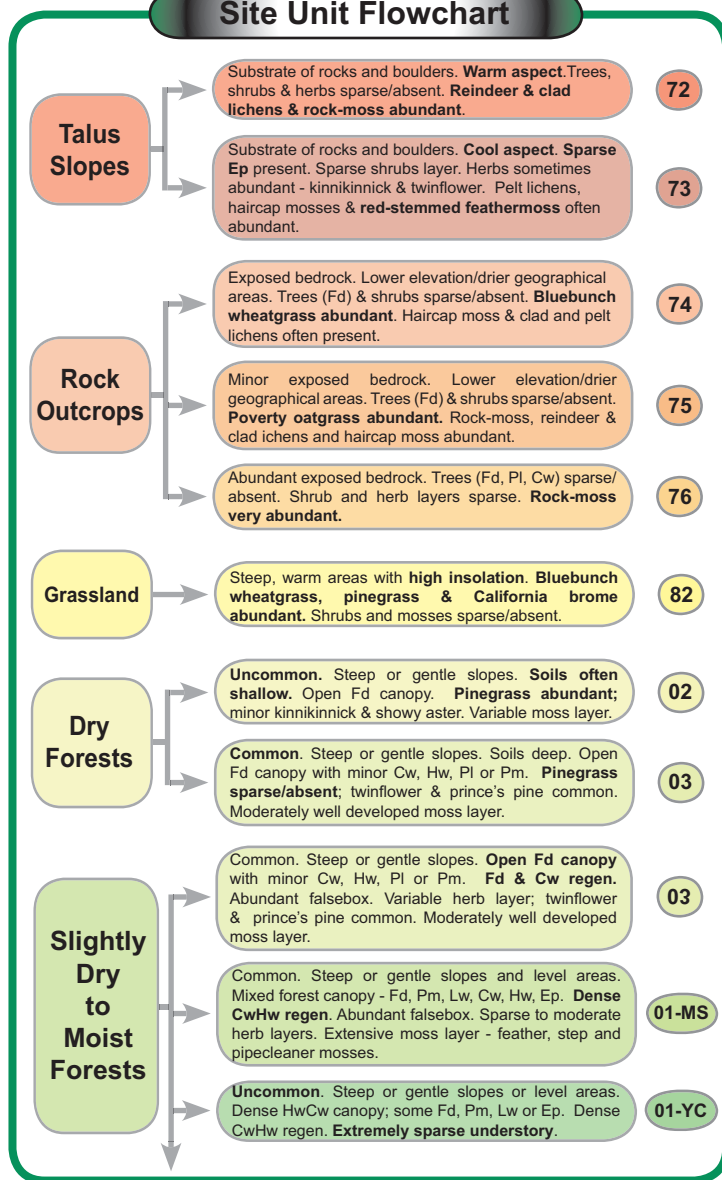 Site Unit Flowchart
Talus
Slopes
Substrate of rocks and boulders. Warm aspect.Trees,
shrubs & herbs sparse/absent. Reindeer & clad
lichens & rock-moss abundant.
72
Substrate of rocks and boulders. Cool aspect. Sparse
Ep present. Sparse shrubs layer. Herbs sometimes
abundant - kinnikinnick & twinflower. Pelt lichens,
haircap mosses & red-stemmed feathermoss often
abundant.
73
Rock
Outcrops
Exposed bedrock. Lower elevation/drier geographical
areas. Trees (Fd) & shrubs sparse/absent. Bluebunch
wheatgrass abundant. Haircap moss & clad and pelt
lichens often present.
74
Minor exposed bedrock. Lower elevation/drier
geographical areas. Trees (Fd) & shrubs sparse/absent.
Poverty oatgrass abundant. Rock-moss, reindeer &
clad ichens and haircap moss abundant.
75
Abundant exposed bedrock. Trees (Fd, Pl, Cw) sparse/
absent. Shrub and herb layers sparse. Rock-moss
very abundant.
76
Grassland
Steep, warm areas with high insolation. Bluebunch
wheatgrass, pinegrass & California brome
abundant. Shrubs and mosses sparse/absent.
82
Dry
Forests
Uncommon. Steep or gentle slopes. Soils often
shallow. Open Fd canopy. Pinegrass abundant;
minor kinnikinnick & showy aster. Variable moss layer.
02
Common. Steep or gentle slopes. Soils deep. Open
Fd canopy with minor Cw, Hw, Pl or Pm. Pinegrass
sparse/absent; twinflower & prince's pine common.
Moderately well developed moss layer.
03
Slightly
Dry
to
Moist
Forests
Common. Steep or gentle slopes. Open Fd canopy
with minor Cw, Hw, Pl or Pm. Fd & Cw regen.
Abundant falsebox. Variable herb layer; twinflower
& prince's pine common. Moderately well developed
moss layer.
03
Common. Steep or gentle slopes and level areas.
Mixed forest canopy - Fd, Pm, Lw, Cw, Hw, Ep. Dense
CwHw regen. Abundant falsebox. Sparse to moderate
herb layers. Extensive moss layer - feather, step and
pipecleaner mosses.
01-MS
Uncommon. Steep or gentle slopes or level areas.
Dense HwCw canopy; some Fd, Pm, Lw or Ep. Dense
CwHw regen. Extremely sparse understory.
01-YC